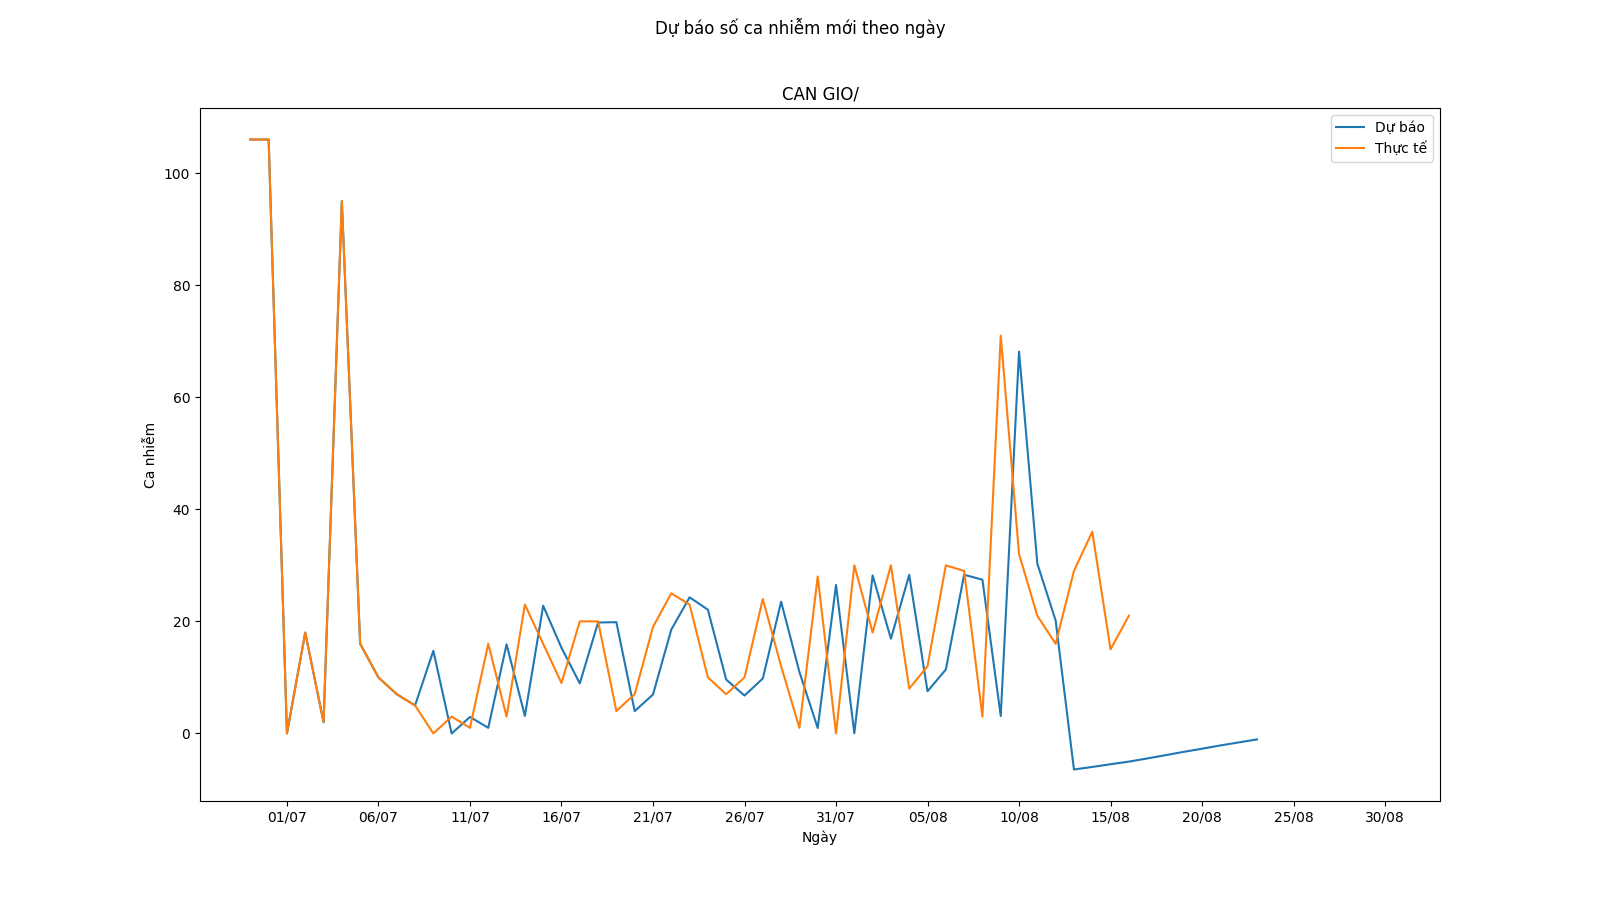 Dự báo số ca nhiễm mới theo ngày
CAN GIO/
Dự báo
Thực tế
100
80
60
40
20
0
Ca nhiễm
01/07 06/07 11/07 16/07 21/07 26/07 31/07 05/08 10/08 15/08 20/08 25/08 30/08
Ngày